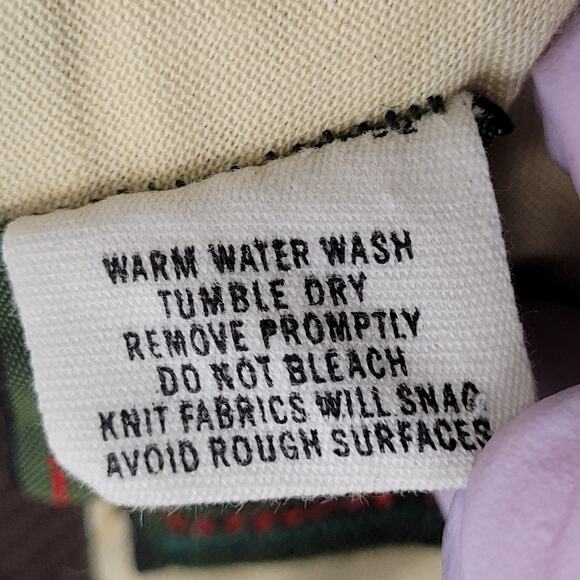 WARM WATER WASH
TUMBLE DRY
REMOVE PROMPTLY
DO NOT BLEACH
KNIT FABRICS WILL SNAG.
AVOID ROUGH SURFACES